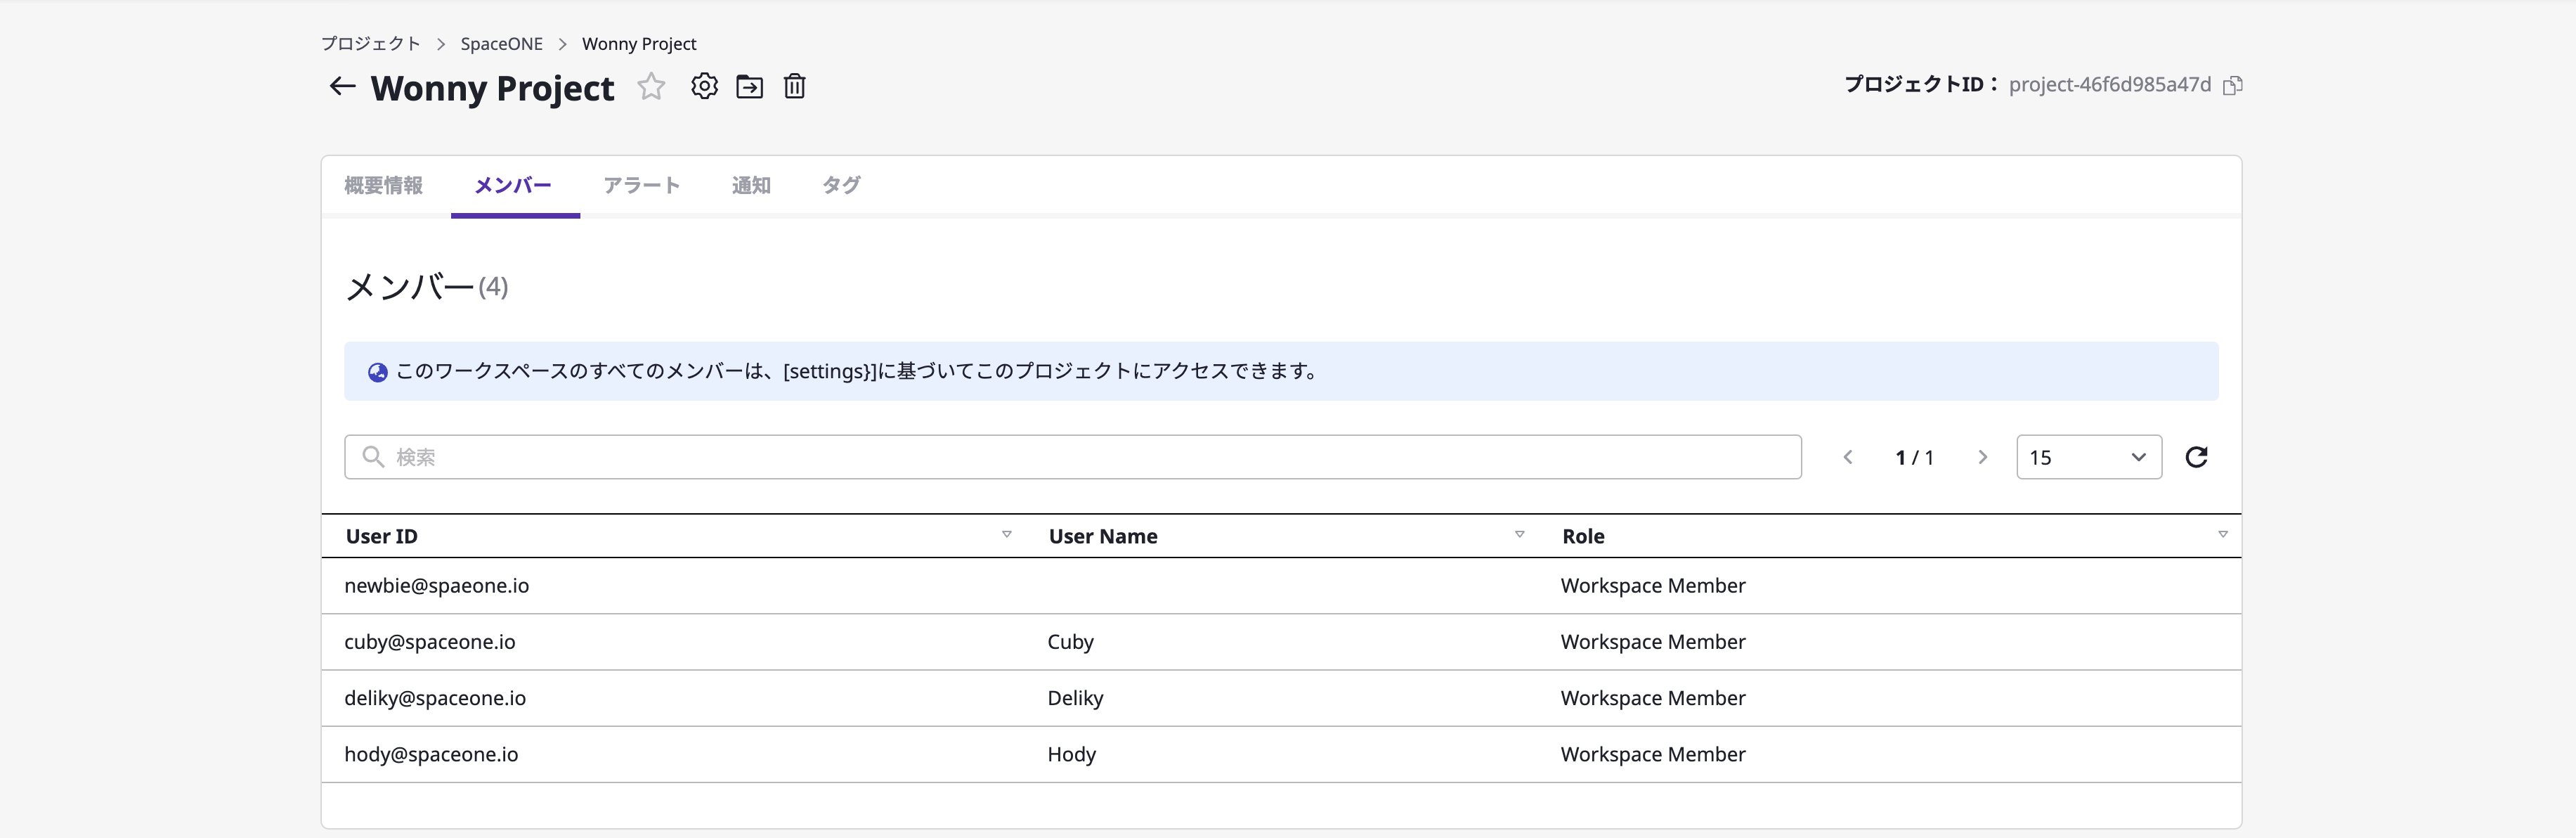 プロジェクト > SpaceONE > Wonny Project
Wonny Project
プロジェクトID： project-46f6d985a47d
概要情報 メンバー アラート 通知 タグ
メンバー (4)
このワークスペースのすべてのメンバーは、[settings}]に基づいてこのプロジェクトにアクセスできます。
検索 1 / 1 15
User ID User Name Role
newbie@spaeone.io Workspace Member
cuby@spaceone.io Cuby Workspace Member
deliky@spaceone.io Deliky Workspace Member
hody@spaceone.io Hody Workspace Member